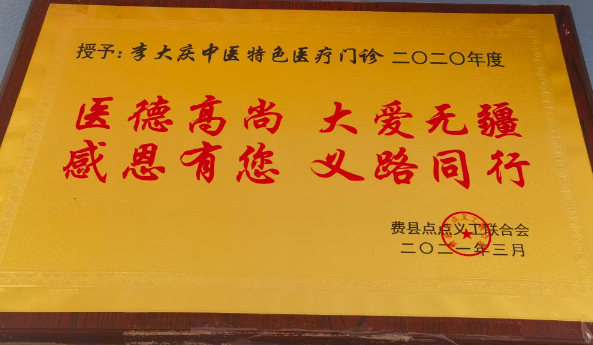 授予：李大庆中医特色医疗门诊 二〇二〇年度
医德高尚 大爱无疆
感恩有您 义路同行
费县点点义工联合会
二〇二一年三月